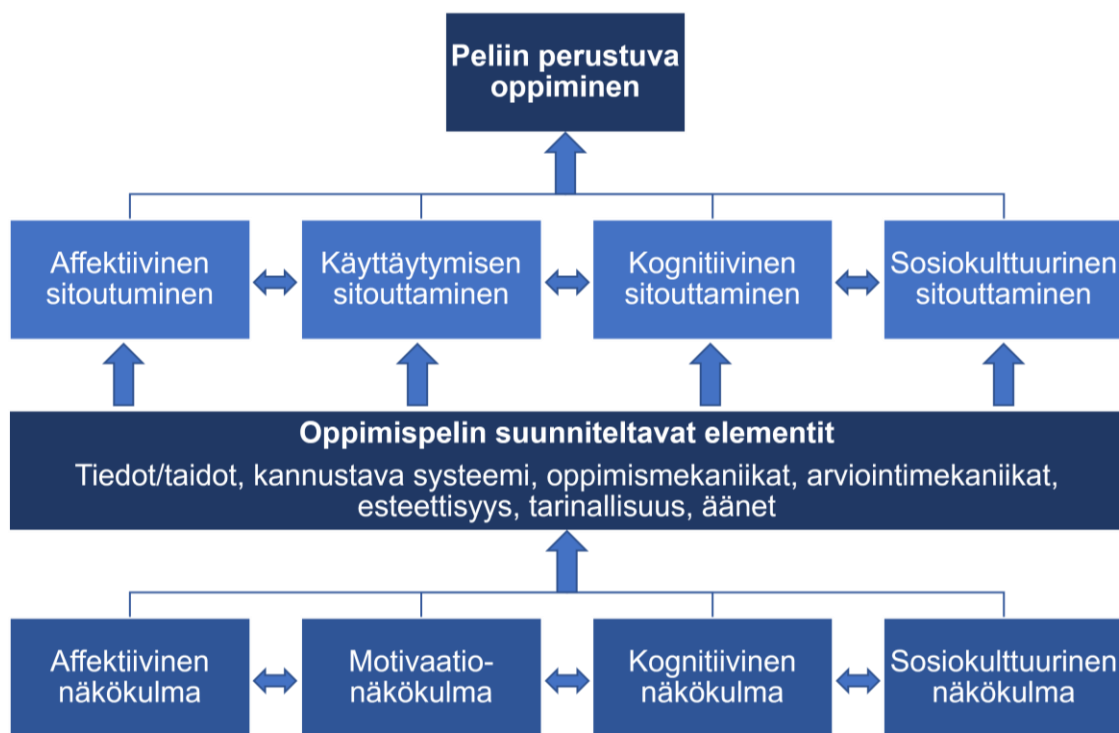 Peliin perustuva
oppiminen
Affektiivinen
sitoutuminen
Käyttäytymisen
sitouttaminen
Kognitiivinen
sitouttaminen
Sosiokulttuurinen
sitouttaminen
Oppimispelin suunniteltavat elementit
Tiedot/taidot, kannustava systeemi, oppimismekaniikat, arviointimekaniikat,
esteettisyys, tarinallisuus, äänet
Affektiivinen
näkökulma
Motivaatio-
näkökulma
Kognitiivinen
näkökulma
Sosiokulttuurinen
näkökulma